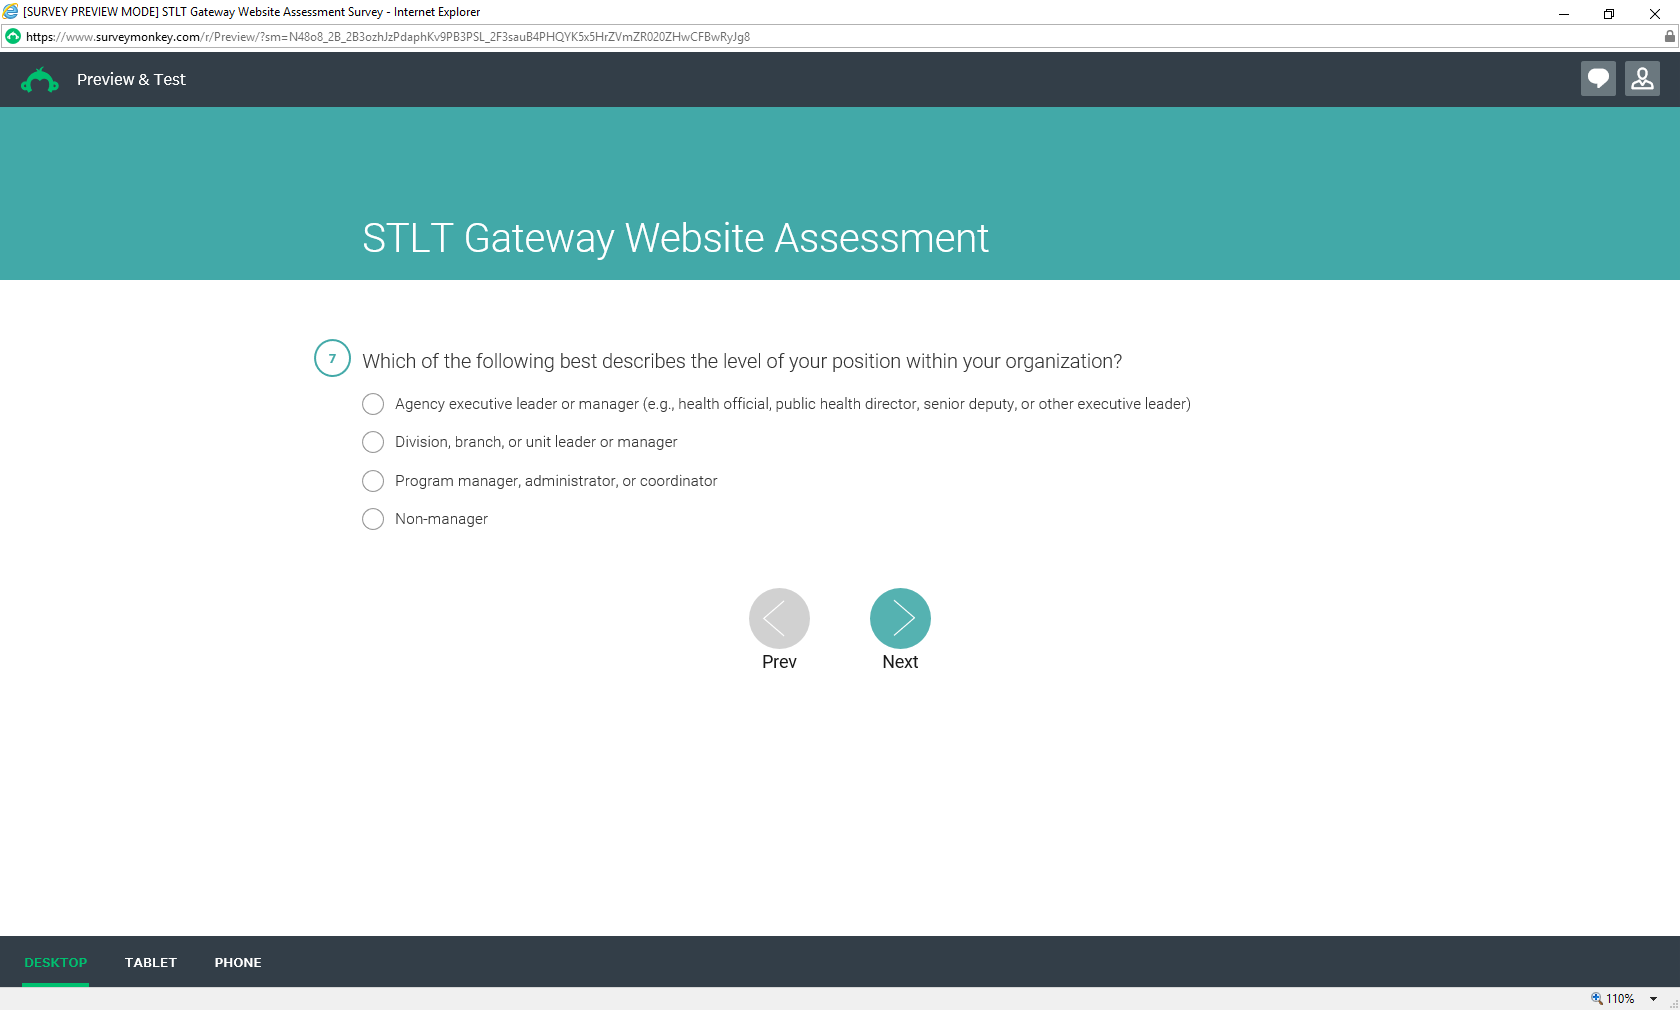 [SURVEY PREVIEW MODE] STLT Gateway Website Assessment Survey - Internet Explorer
https://www.surveymonkey.com/r/Preview/?sm=N48o8_2B_2B3ozhJzPdaphKv9PB3PSL_2F3sauB4PHQYK5x5HrZVmZR020ZHwCFBwRyJg8
Preview & Test
STLT Gateway Website Assessment
7 Which of the following best describes the level of your position within your organization?
Agency executive leader or manager (e.g., health official, public health director, senior deputy, or other executive leader)
Division, branch, or unit leader or manager
Program manager, administrator, or coordinator
Non-manager
Prev Next
DESKTOP TABLET PHONE
110%